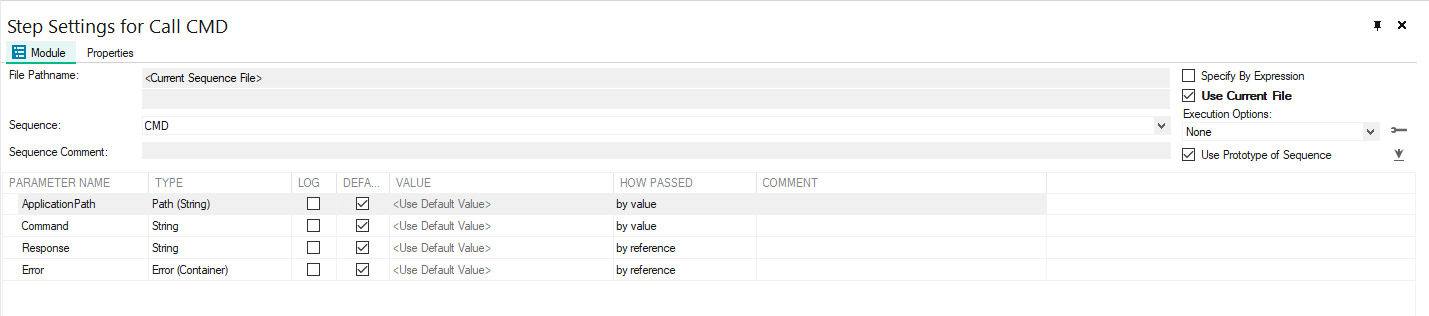 Step Settings for Call CMD
Module Properties
File Pathname: <Current Sequence File> Specify By Expression
Use Current File
Execution Options:
Sequence: CMD None
Sequence Comment: Use Prototype of Sequence
PARAMETER NAME TYPE LOG DEFA... VALUE HOW PASSED COMMENT
ApplicationPath Path (String) <Use Default Value> by value
Command String <Use Default Value> by value
Response String <Use Default Value> by reference
Error Error (Container) <Use Default Value> by reference